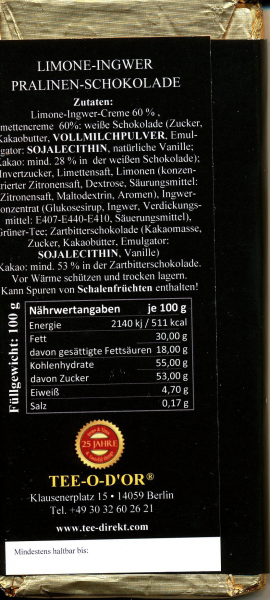 LIMONE-INGWER
PRALINEN-SCHOKOLADE
Zutaten:
Limone-Ingwer-Creme 60 % ,
mettencreme 60%: weiße Schokolade (Zucker,
Kakaobutter, VOLLMILCHPULVER, Emul-
gator: SOJALECITHIN, natürliche Vanille;
Kakao: mind. 28 % in der weißen Schokolade);
Invertzucker, Limettensaft, Limonen (konzen-
trierter Zitronensaft, Dextrose, Säurungsmittel:
Zitronensaft, Maltodextrin, Aromen), Ingwer-
konzentrat (Glukosesirup, Ingwer, Verdickungs-
mittel: E407-E440-E410, Säuerungsmittel),
Grüner-Tee; Zartbitterschokolade (Kakaomasse,
Zucker, Kakaobutter, Emulgator:
SOJALECITHIN, Vanille)
Kakao: mind. 53 % in der Zartbitterschokolade.
Vor Wärme schützen und trocken lagern.
Kann Spuren von Schalenfrüchten enthalten!
Füllgewicht: 100 g
Nährwertangaben je 100 g
Energie 2140 kj / 511 kcal
Fett 30,00 g
davon gesättigte Fettsäuren 18,00 g
Kohlenhydrate 55,00 g
davon Zucker 53,00 g
Eiweiß 4,70 g
Salz 0,17 g
25 JAHRE
TEE-O-D'OR®
Klausenerplatz 15 • 14059 Berlin
Tel. +49 30 32 60 26 21
www.tee-direkt.com
Mindestens haltbar bis: